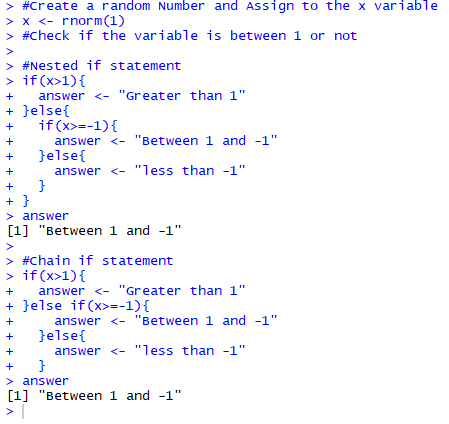 > #Create a random Number and Assign to the x variable
> x <- rnorm(1)
> #Check if the variable is between 1 or not
>
> #Nested if statement
> if(x>1){
+   answer <- "Greater than 1"
+ }else{
+   if(x>=-1){
+     answer <- "Between 1 and -1"
+   }else{
+     answer <- "less than -1"
+   }
+ }
> answer
[1] "Between 1 and -1"
>
> #Chain if statement
> if(x>1){
+   answer <- "Greater than 1"
+ }else if(x>=-1){
+     answer <- "Between 1 and -1"
+   }else{
+     answer <- "less than -1"
+   }
> answer
[1] "Between 1 and -1"
>